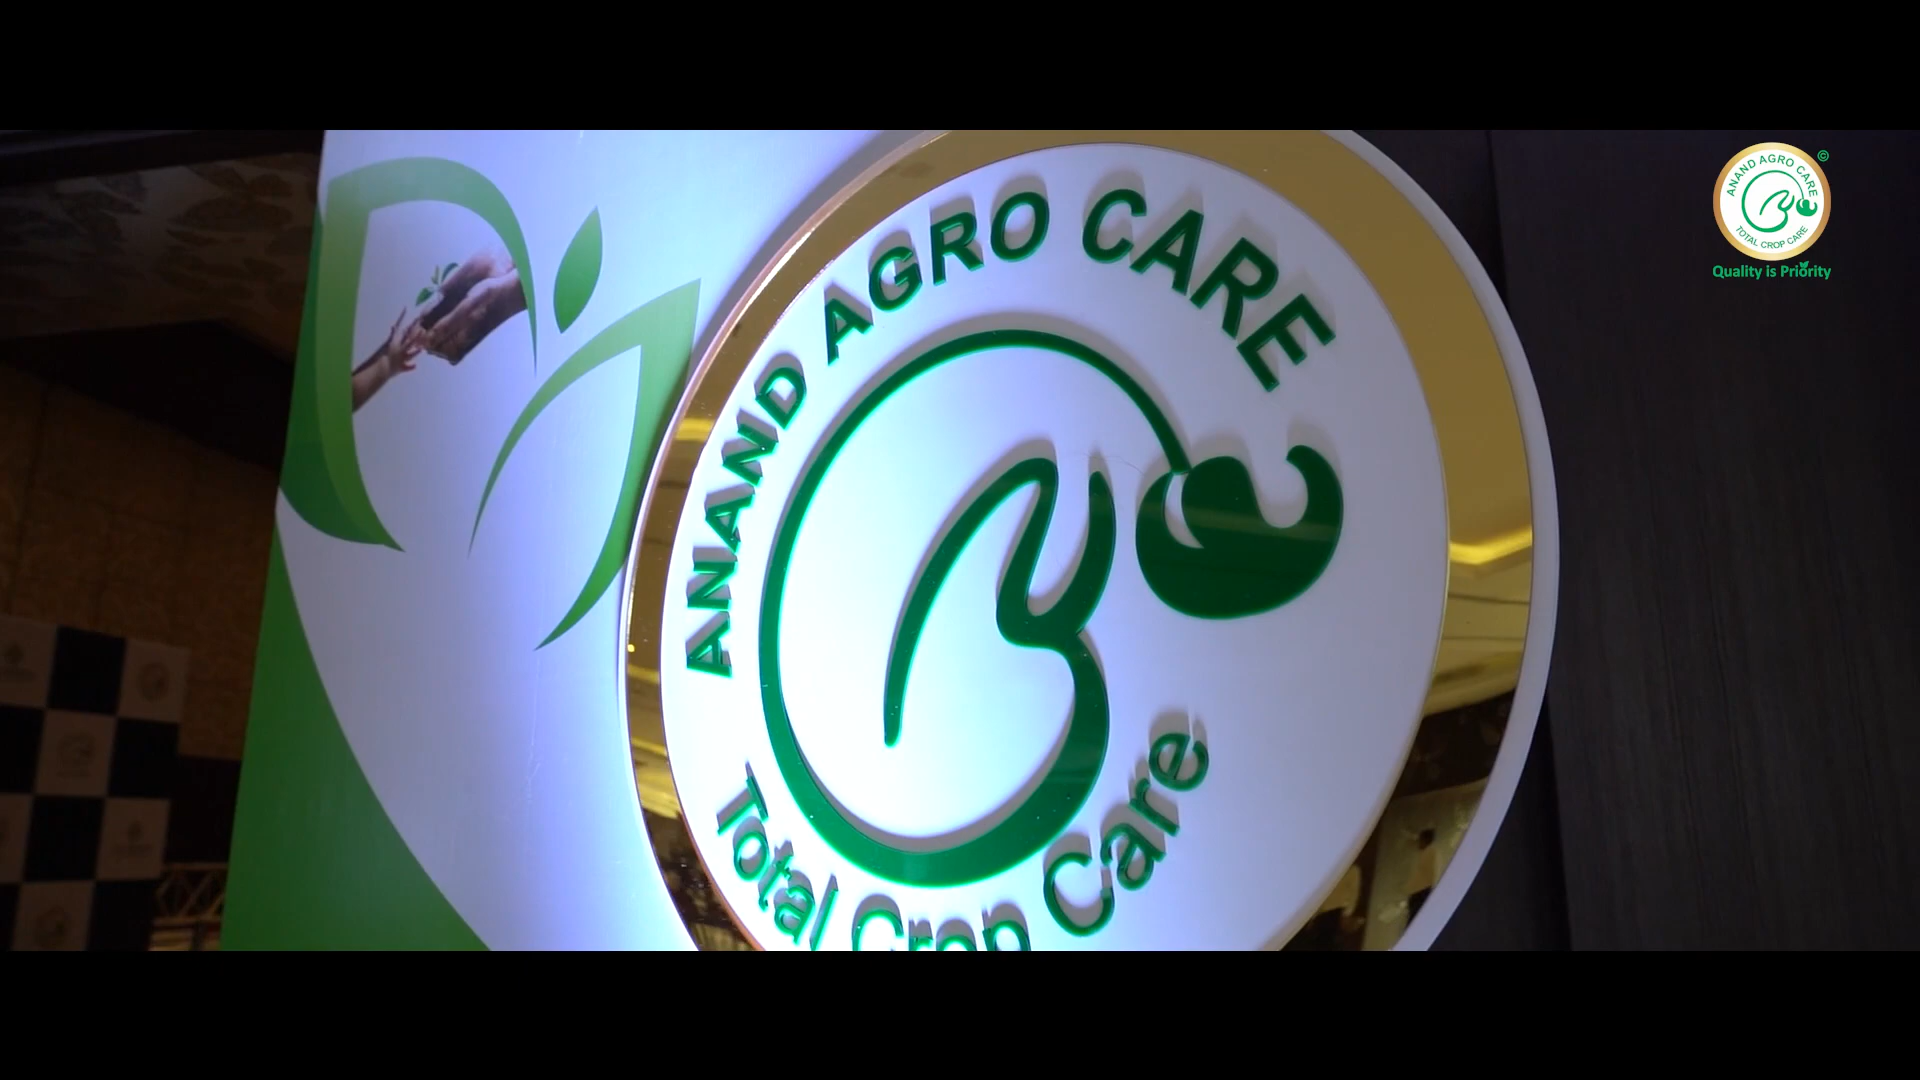 ANAND AGRO CARE
Total Crop Care
ANAND AGRO CARE
©
TOTAL CROP CARE
Quality is Priority